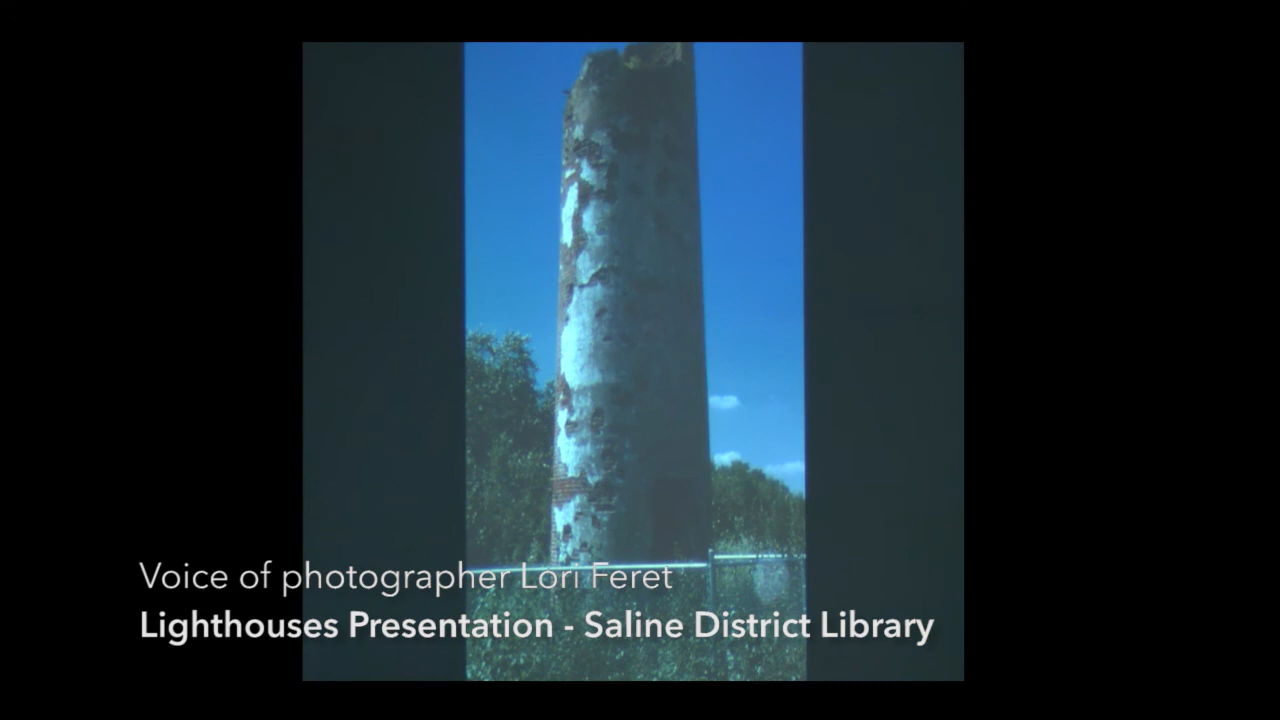 Voice of photographer Lori Feret
Lighthouses Presentation - Saline District Library